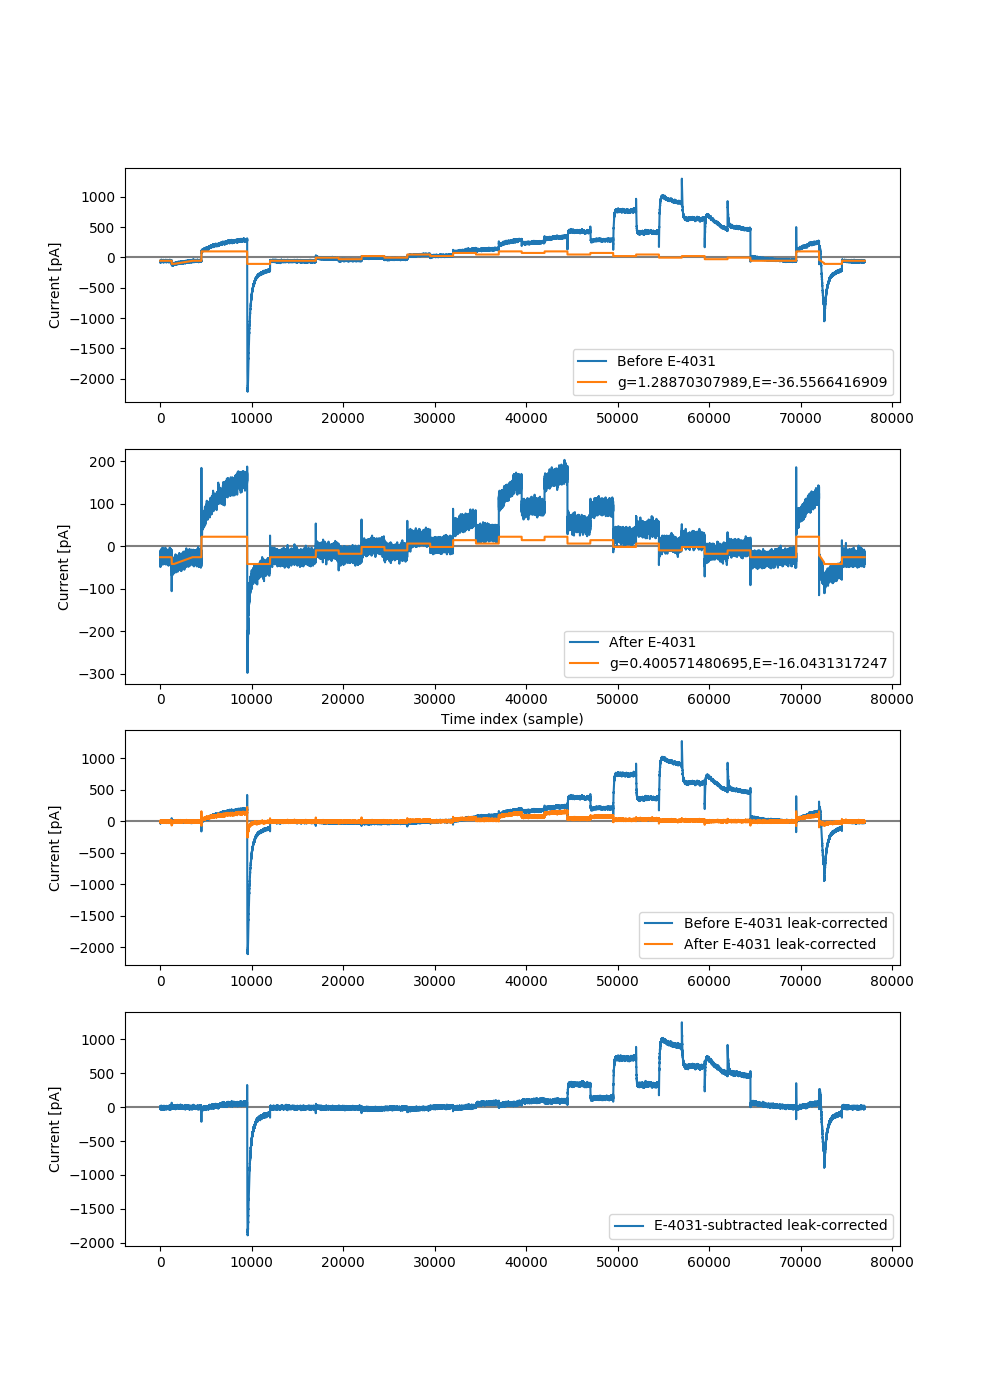 1000
500
0
−500
−1000
−1500
−2000
Current [pA]
Before E-4031
g=1.28870307989,E=-36.5566416909
0 10000 20000 30000 40000 50000 60000 70000 80000
200
100
0
−100
−200
−300
Current [pA]
After E-4031
g=0.400571480695,E=-16.0431317247
0 10000 20000 30000 40000 50000 60000 70000 80000
Time index (sample)
1000
500
0
−500
−1000
−1500
−2000
Current [pA]
Before E-4031 leak-corrected
After E-4031 leak-corrected
0 10000 20000 30000 40000 50000 60000 70000 80000
1000
500
0
−500
−1000
−1500
−2000
Current [pA]
E-4031-subtracted leak-corrected
0 10000 20000 30000 40000 50000 60000 70000 80000